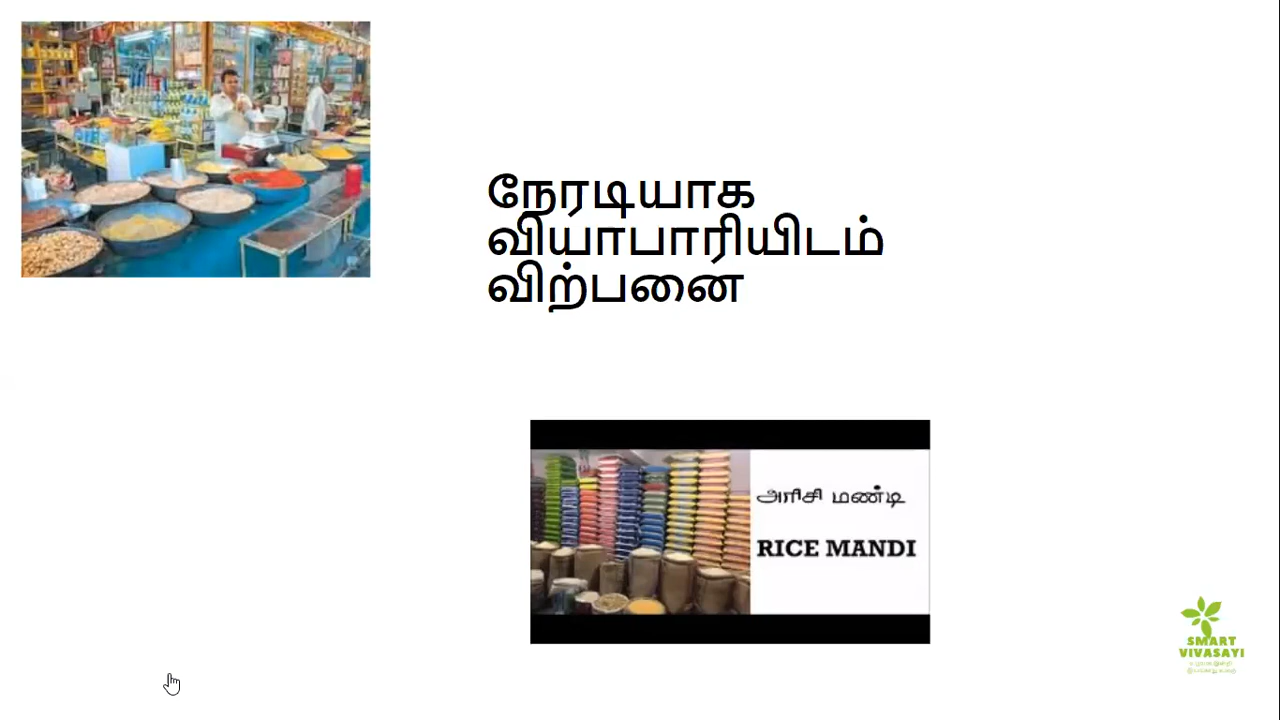 நேரடியாக
வியாபாரியிடம்
விற்பனை
அரிசி மண்டி
RICE MANDI
SMART
VIVASAYI